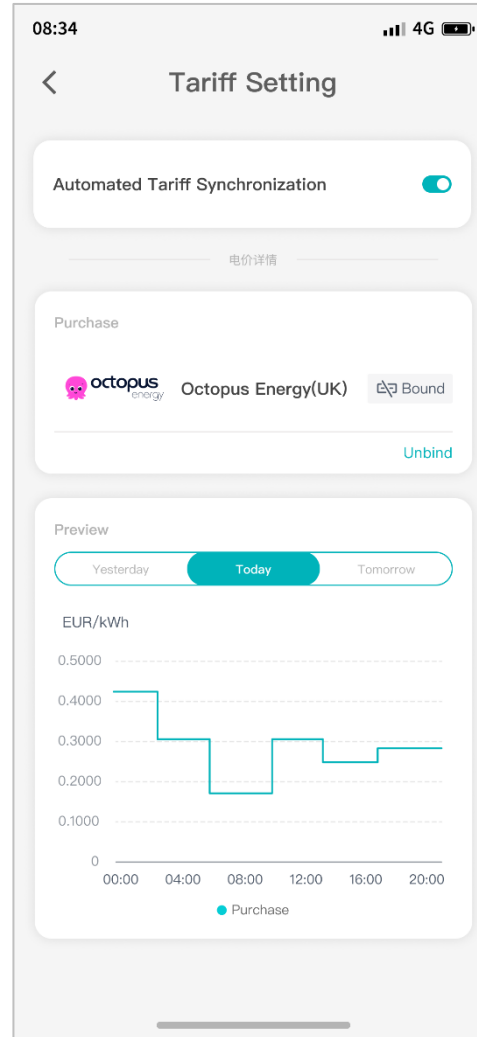 08:34
4G
Tariff Setting
Automated Tariff Synchronization
电价详情
Purchase
octopus
energy
Octopus Energy(UK)
Bound
Unbind
Preview
Yesterday
Today
Tomorrow
EUR/kWh
0.5000
0.4000
0.3000
0.2000
0.1000
0
00:00 04:00 08:00 12:00 16:00 20:00
Purchase